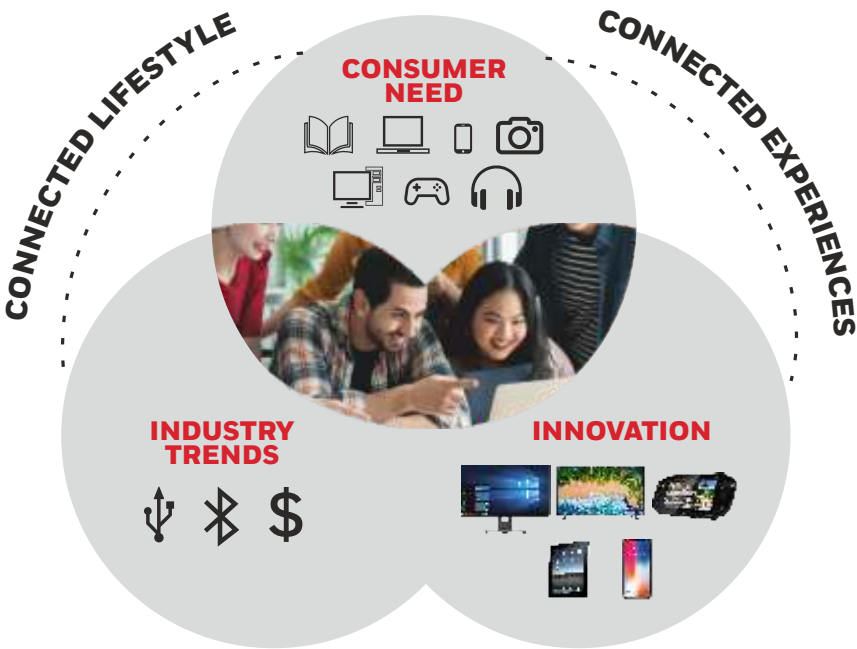 CONNECTED LIFESTYLE
CONNECTED EXPERIENCES
CONSUMER
NEED
INDUSTRY
TRENDS
$
INNOVATION